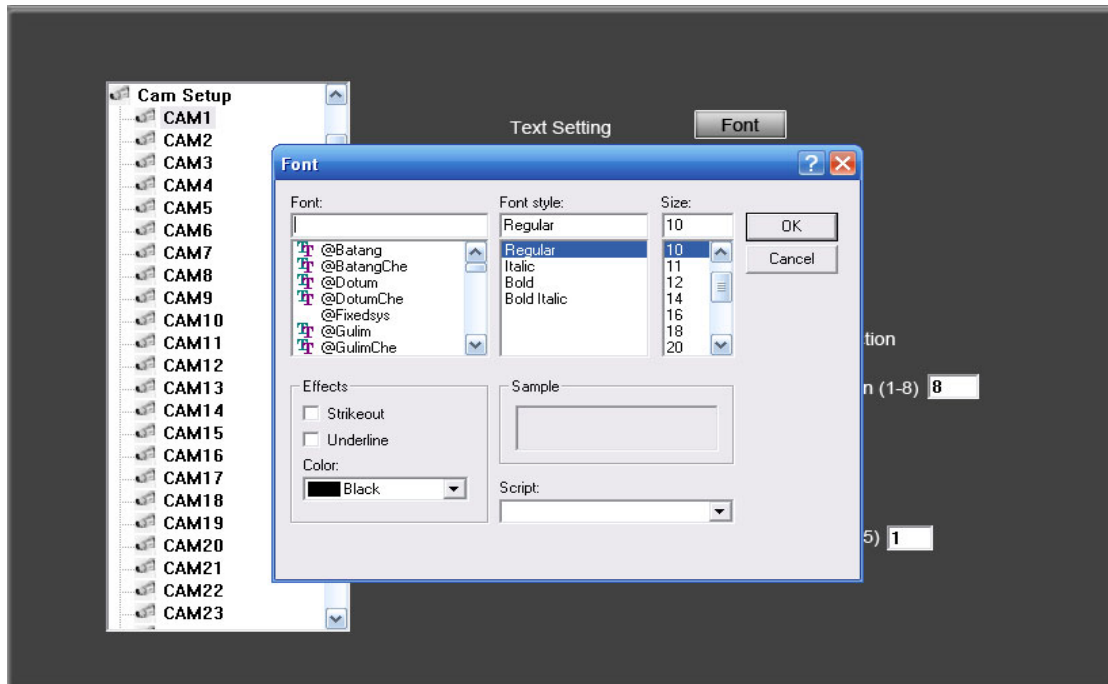 Cam Setup
CAM1
CAM2
CAM3
CAM4
CAM5
CAM6
CAM7
CAM8
CAM9
CAM10
CAM11
CAM12
CAM13
CAM14
CAM15
CAM16
CAM17
CAM18
CAM19
CAM20
CAM21
CAM22
CAM23
Text Setting
Font
Font
Font:
@Batang
@BatangChe
@Dotum
@DotumChe
@Fixedsys
@Gulim
@GulimChe
Font style:
Regular
Regular
Italic
Bold
Bold Italic
Size:
10
10
11
12
14
16
18
20
OK
Cancel
Effects
Strikeout
Underline
Color:
Black
Sample
Script:
tion
n (1-8) 8
5) 1